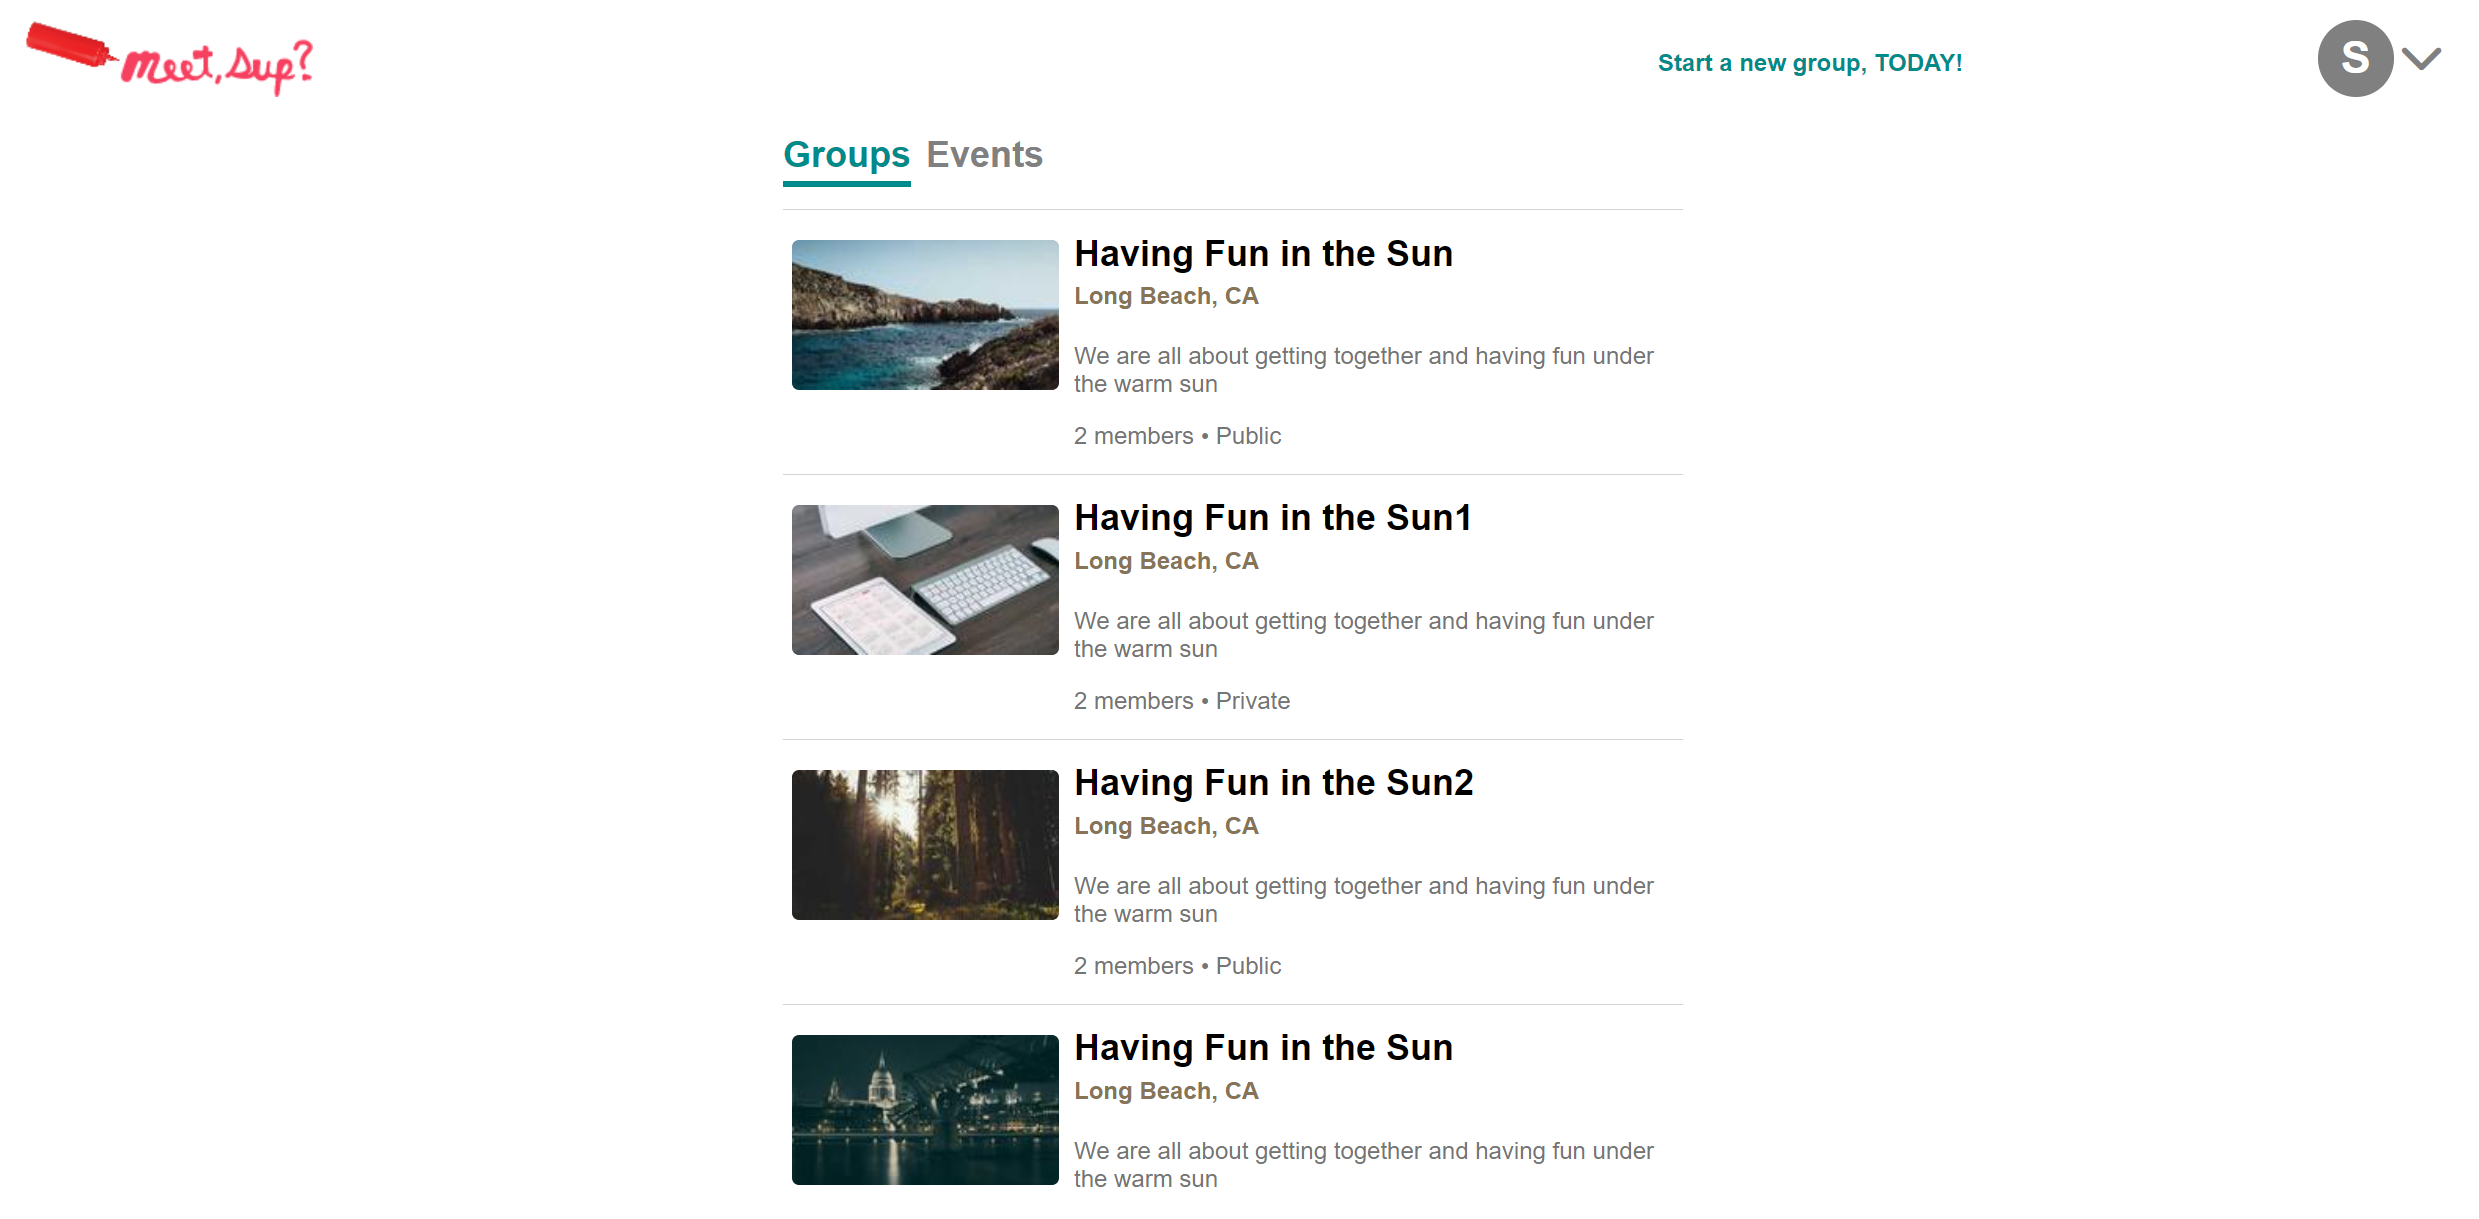 meet, sup?
Start a new group, TODAY!
S
Groups Events
Having Fun in the Sun
Long Beach, CA
We are all about getting together and having fun under
the warm sun
2 members • Public
Having Fun in the Sun1
Long Beach, CA
We are all about getting together and having fun under
the warm sun
2 members • Private
Having Fun in the Sun2
Long Beach, CA
We are all about getting together and having fun under
the warm sun
2 members • Public
Having Fun in the Sun
Long Beach, CA
We are all about getting together and having fun under
the warm sun